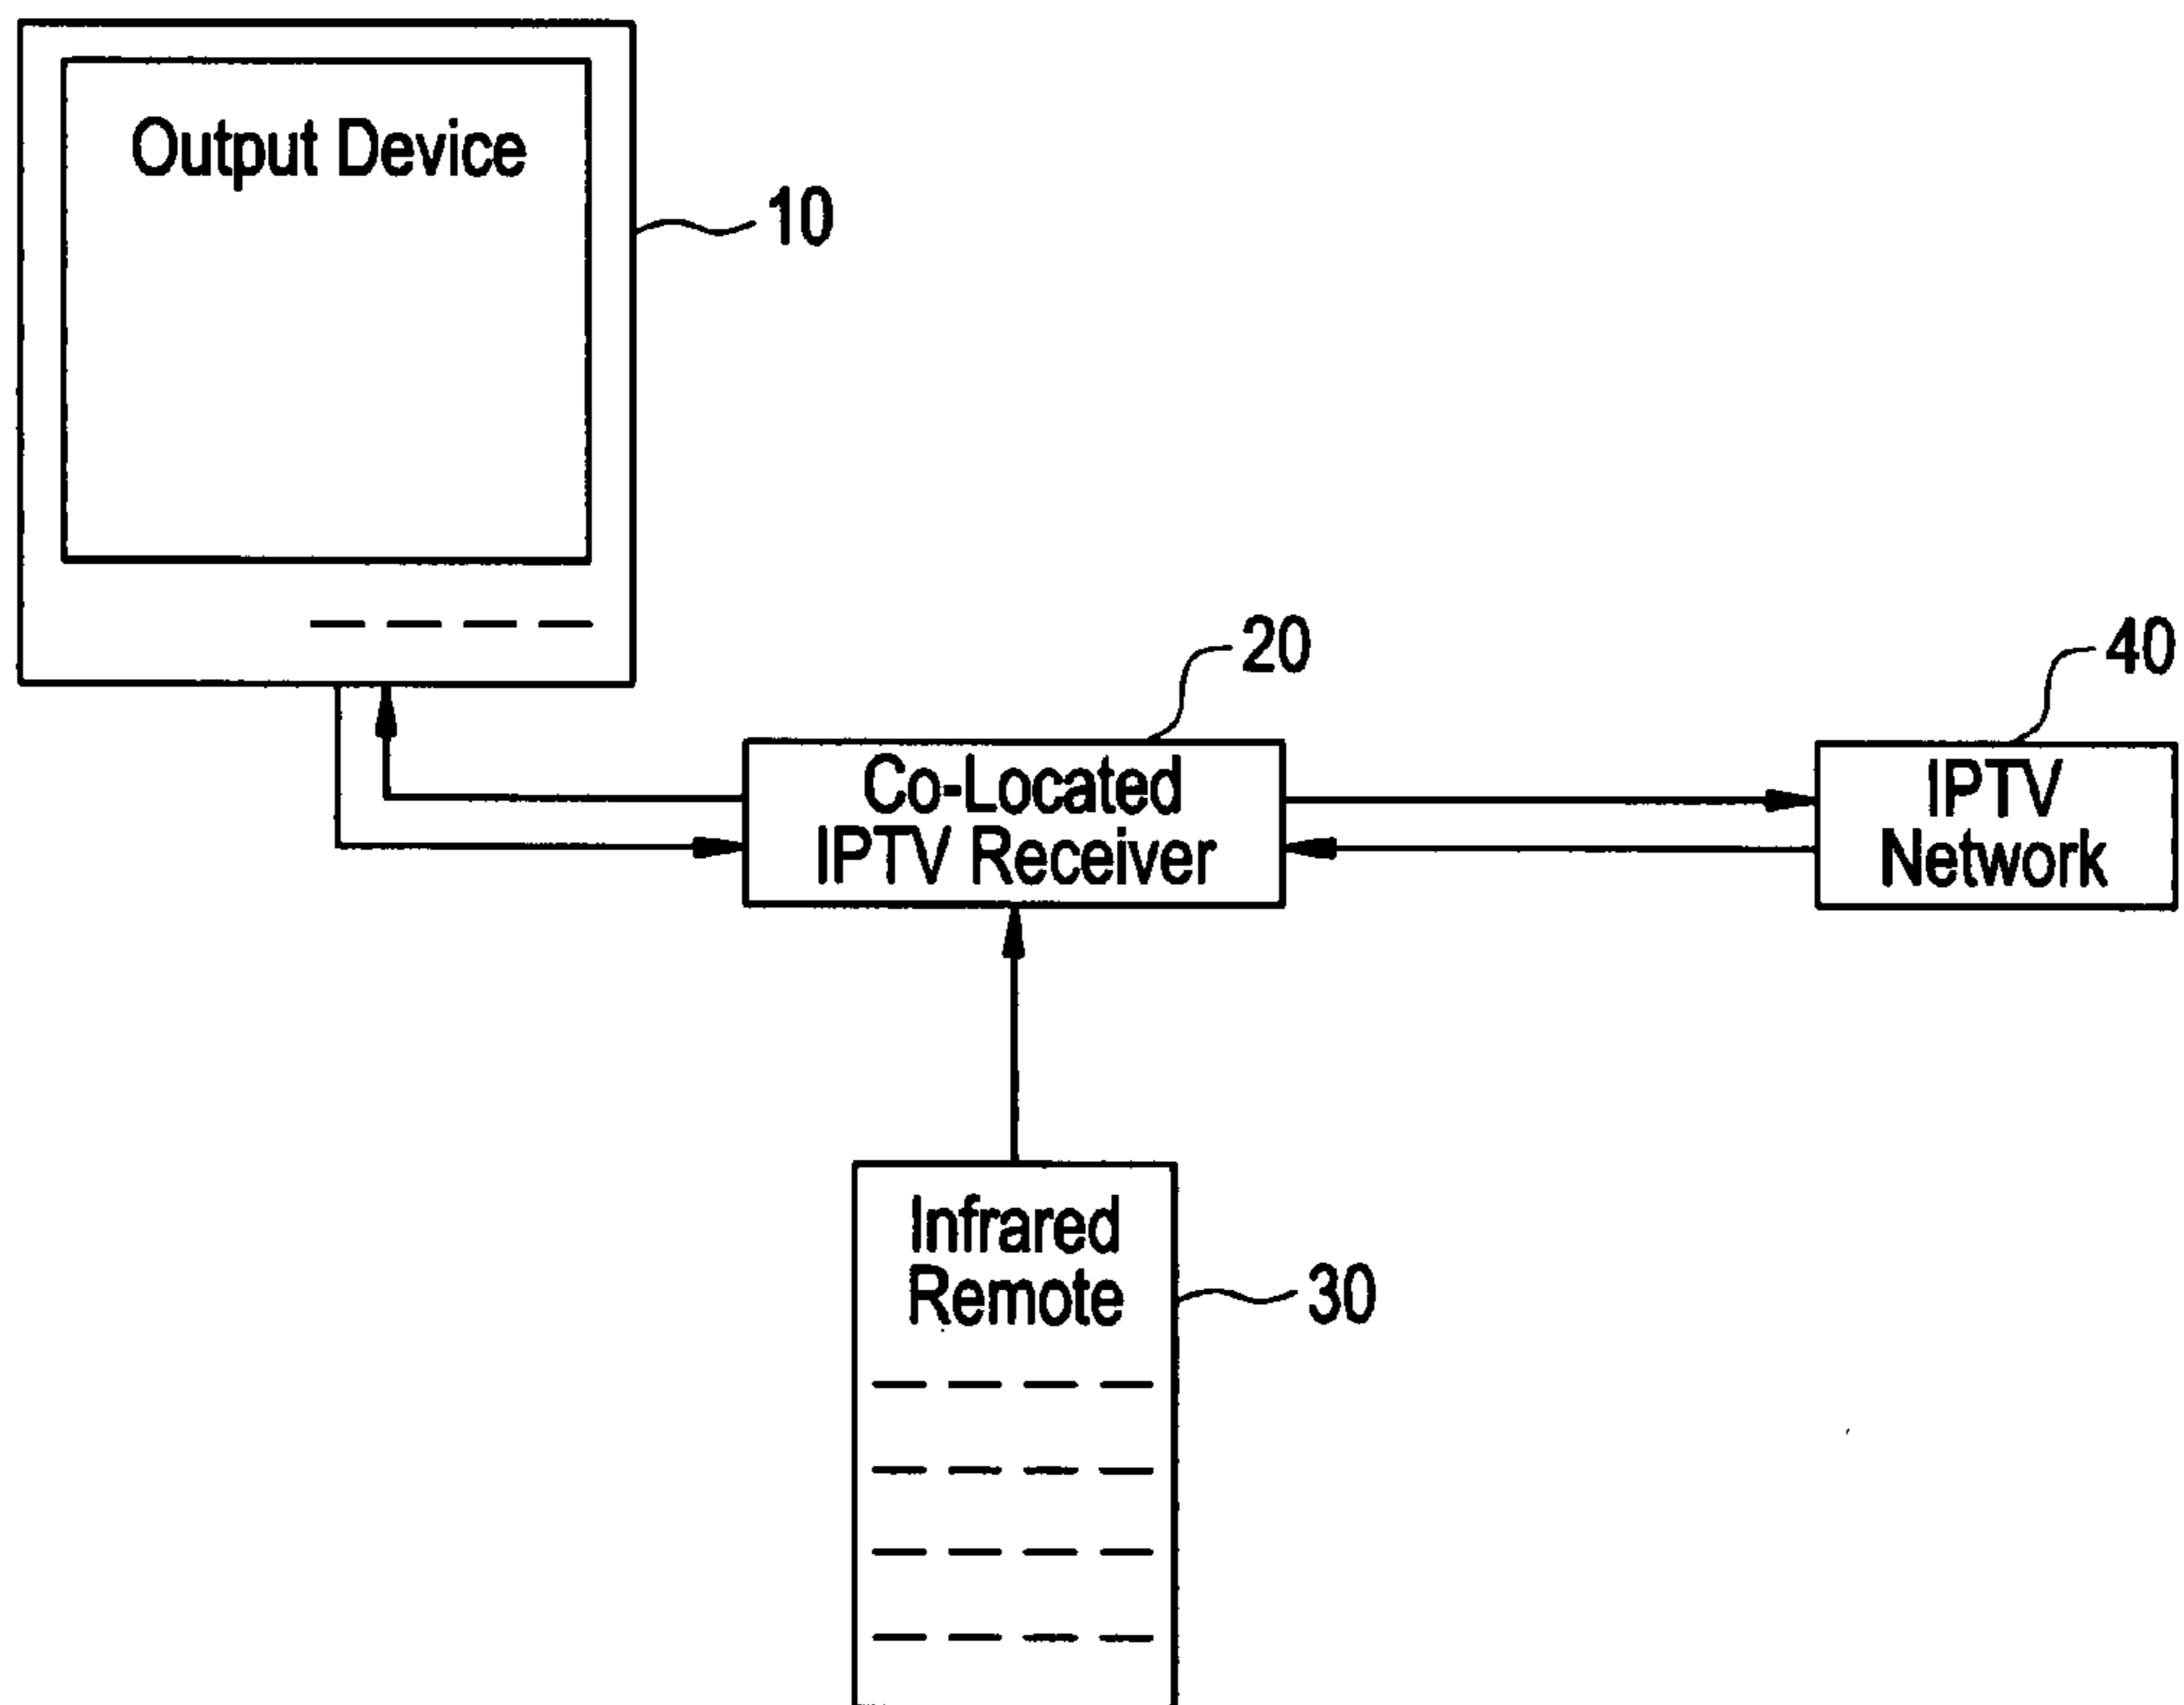 Output Device
10
20
40
Co-Located
IPTV Receiver
IPTV
Network
Infrared
Remote
30